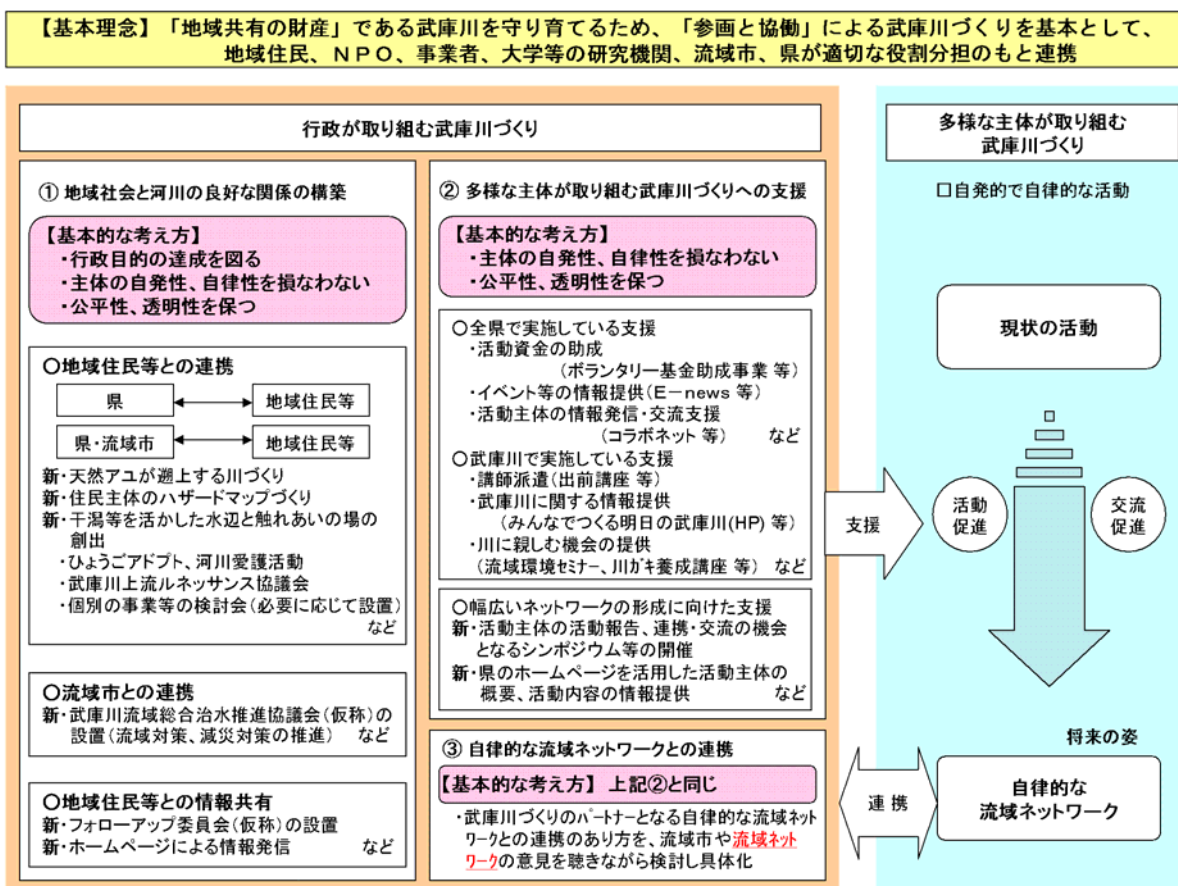 【基本理念】「地域共有の財産」である武庫川を守り育てるため、「参画と協働」による武庫川づくりを基本として、
地域住民、ＮＰＯ、事業者、大学等の研究機関、流域市、県が適切な役割分担のもと連携
行政が取り組む武庫川づくり
① 地域社会と河川の良好な関係の構築
【基本的な考え方】
・行政目的の達成を図る
・主体の自発性、自律性を損なわない
・公平性、透明性を保つ
○地域住民等との連携
県
地域住民等
県・流域市
地域住民等
新・天然アユが遡上する川づくり
新・住民主体のハザードマップづくり
新・干潟等を活かした水辺と触れあいの場の
創出
・ひょうごアドプト、河川愛護活動
・武庫川上流ルネッサンス協議会
・個別の事業等の検討会（必要に応じて設置）
など
○流域市との連携
新・武庫川流域総合治水推進協議会（仮称）の
設置（流域対策、減災対策の推進） など
○地域住民等との情報共有
新・フォローアップ委員会（仮称）の設置
新・ホームページによる情報発信 など
② 多様な主体が取り組む武庫川づくりへの支援
【基本的な考え方】
・主体の自発性、自律性を損なわない
・公平性、透明性を保つ
○全県で実施している支援
・活動資金の助成
（ボランタリー基金助成事業 等）
・イベント等の情報提供（Ｅ－news 等）
・活動主体の情報発信・交流支援
（コラボネット 等） など
○武庫川で実施している支援
・講師派遣（出前講座 等）
・武庫川に関する情報提供
（みんなでつくる明日の武庫川(HP) 等）
・川に親しむ機会の提供
（流域環境セミナー、川ガキ養成講座 等） など
○幅広いネットワークの形成に向けた支援
新・活動主体の活動報告、連携・交流の機会
となるシンポジウム等の開催
新・県のホームページを活用した活動主体の
概要、活動内容の情報提供 など
③ 自律的な流域ネットワークとの連携
【基本的な考え方】 上記②と同じ
・武庫川づくりのパートナーとなる自律的な流域ネット
ワークとの連携のあり方を、流域市や流域ネット
ワークの意見を聴きながら検討し具体化
支援
連 携
多様な主体が取り組む
武庫川づくり
□自発的で自律的な活動
現状の活動
活動
促進
交流
促進
将来の姿
自律的な
流域ネットワーク